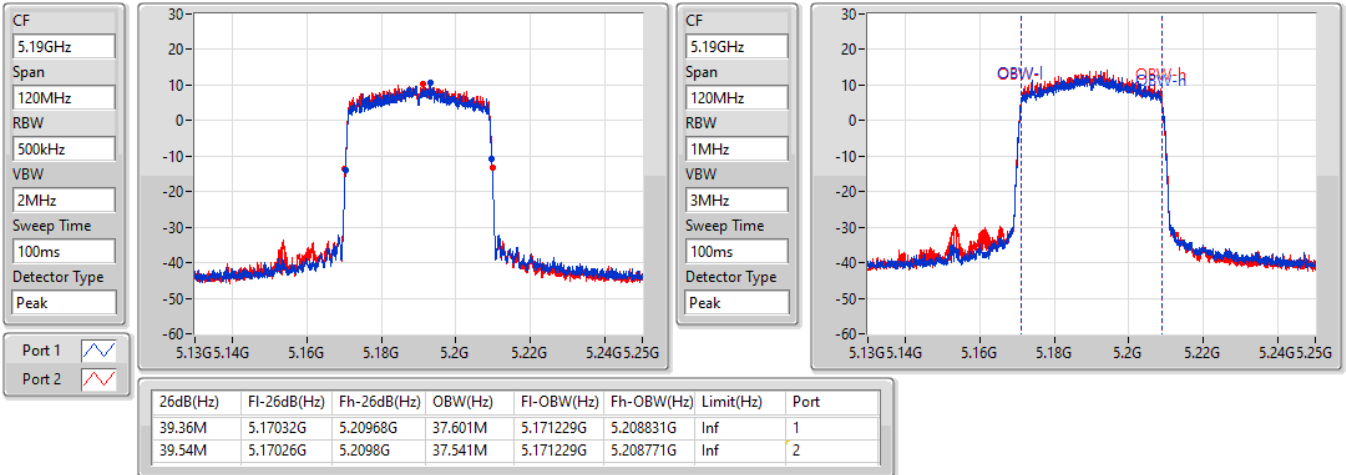 CF
5.19GHz
Span
120MHz
RBW
500kHz
VBW
2MHz
Sweep Time
100ms
Detector Type
Peak
30
20
10
0
-10
-20
-30
-40
-50
-60
5.13G 5.14G 5.16G 5.18G 5.2G 5.22G 5.24G 5.25G
CF
5.19GHz
Span
120MHz
RBW
1MHz
VBW
3MHz
Sweep Time
100ms
Detector Type
Peak
30
20
10
0
-10
-20
-30
-40
-50
-60
OBW-l OBW-h
OBW-h
5.13G 5.14G 5.16G 5.18G 5.2G 5.22G 5.24G 5.25G
Port 1
Port 2
26dB(Hz) Fl-26dB(Hz) Fh-26dB(Hz) OBW(Hz) Fl-OBW(Hz) Fh-OBW(Hz) Limit(Hz) Port
39.36M 5.17032G 5.20968G 37.601M 5.171229G 5.208831G Inf 1
39.54M 5.17026G 5.2098G 37.541M 5.171229G 5.208771G Inf 2